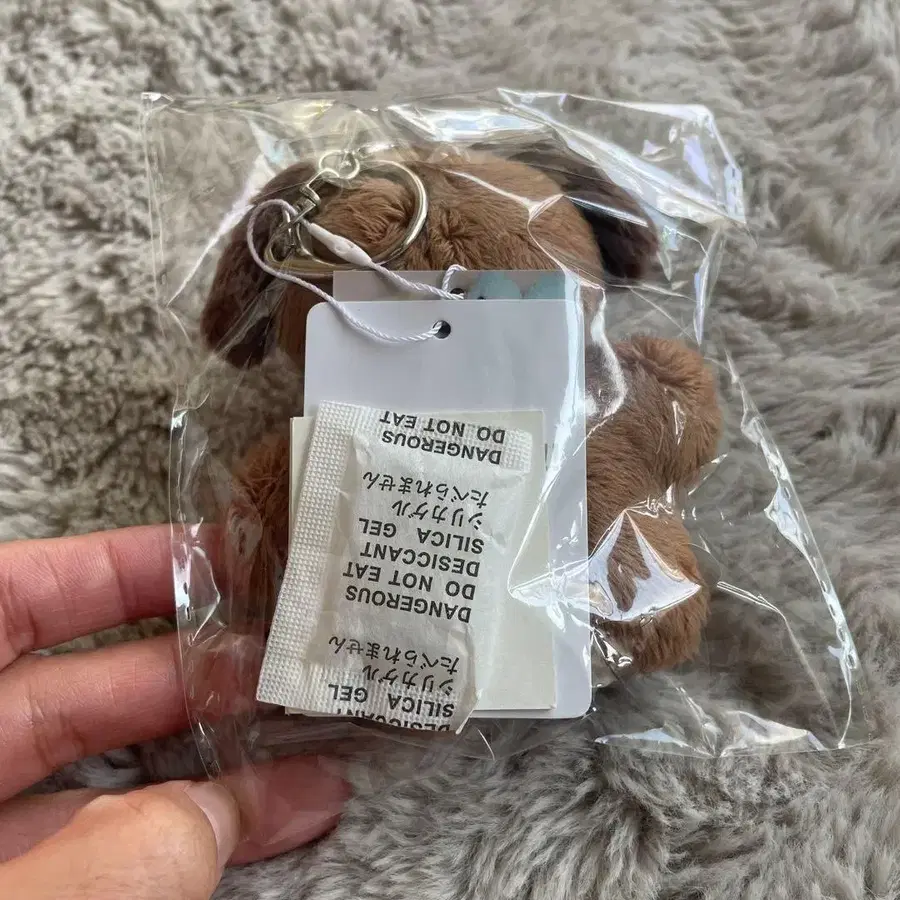 DESICCANT
SILICA GEL
シリカゲル
たべられません
DANGEROUS
DO NOT EAT
DESICCANT
SILICA GEL
シリカゲル
たべられません
DANGEROUS
DO NOT EAT